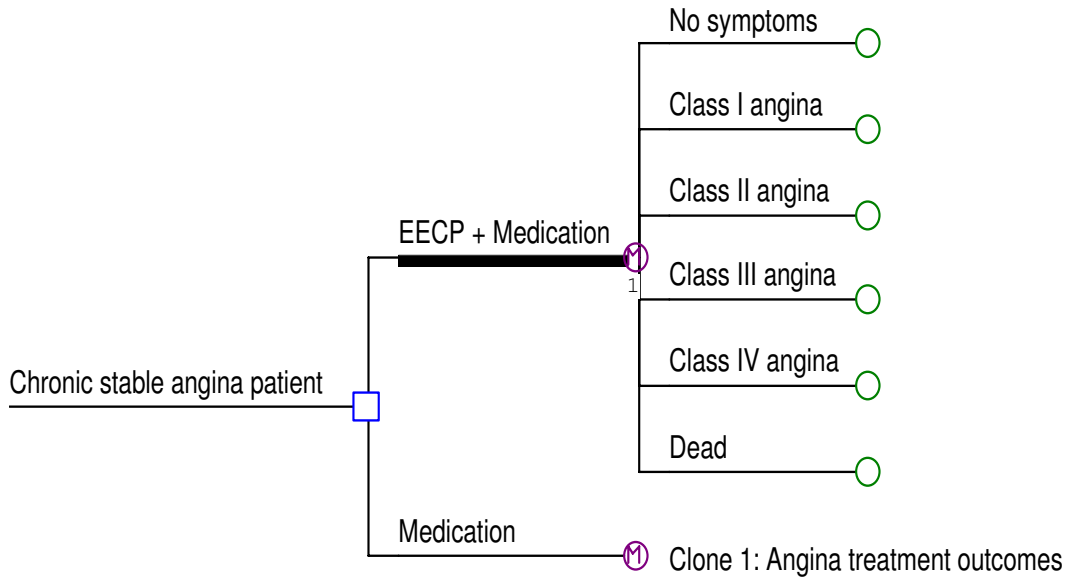 No symptoms
Class I angina
Class II angina
EECP + Medication
M
1
Class III angina
Class IV angina
Chronic stable angina patient
Dead
Medication
M
Clone 1: Angina treatment outcomes